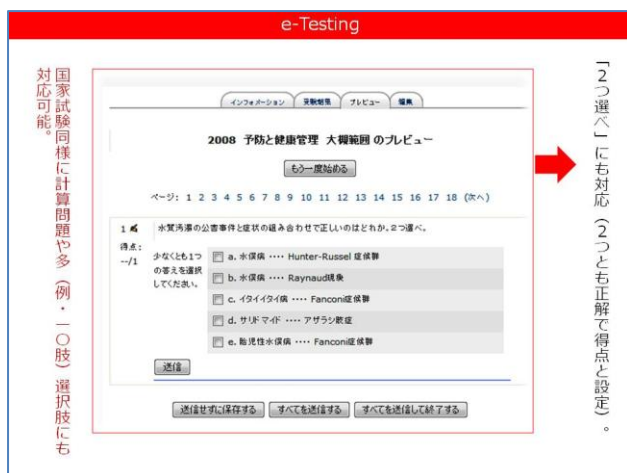 e-Testing
国家試験同様に計算問題や多（例・一〇肢）選択肢にも
対応可能。
インフォメーション 受験結果 プレビュー 編集
2008 予防と健康管理 大槻範囲 のプレビュー
もう一度始める
ページ: 1 2 3 4 5 6 7 8 9 10 11 12 13 14 15 16 17 18 (次へ)
1 水質汚濁の公害事件と症状の組み合わせで正しいのはどれか。2つ選べ。
得点:
--/1
少なくとも1つ
の答えを選択
してください。
a. 水俣病 ···· Hunter-Russel 症候群
b. 水俣病 ···· Raynaud現象
c. イタイイタイ病 ···· Fanconi症候群
d. サリドマイド ···· アザラシ肢症
e. 胎児性水俣病 ···· Fanconi症候群
送信
送信せずに保存する すべてを送信する すべてを送信して終了する
「2つ選べ」にも対応（2つとも正解で得点と設定）。